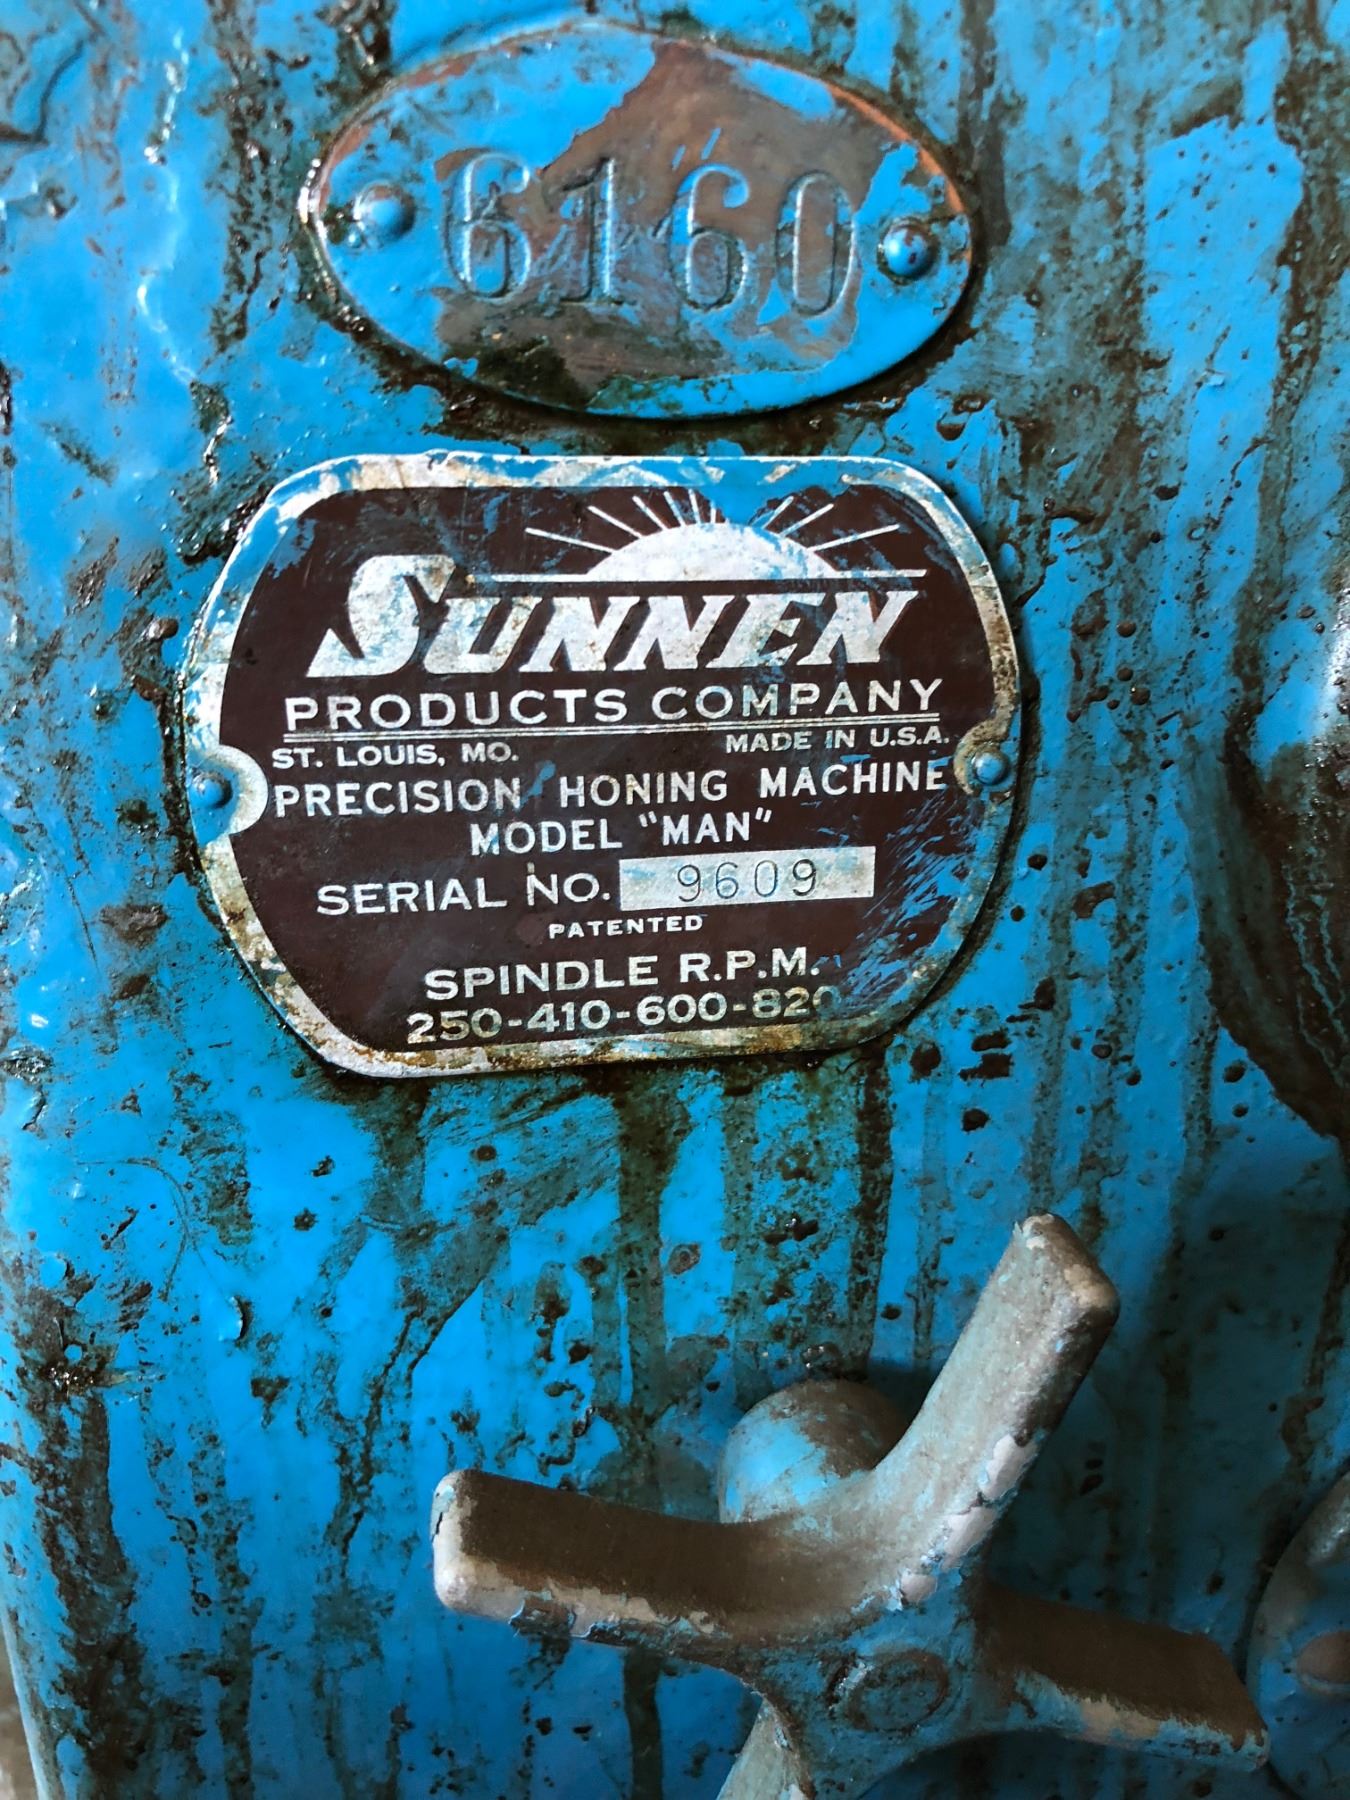 6160
SUNNEN
PRODUCTS COMPANY
ST. LOUIS, MO. MADE IN U.S.A.
PRECISION HONING MACHINE
MODEL "MAN"
SERIAL NO. 9609
PATENTED
SPINDLE R.P.M.
250-410-600-820